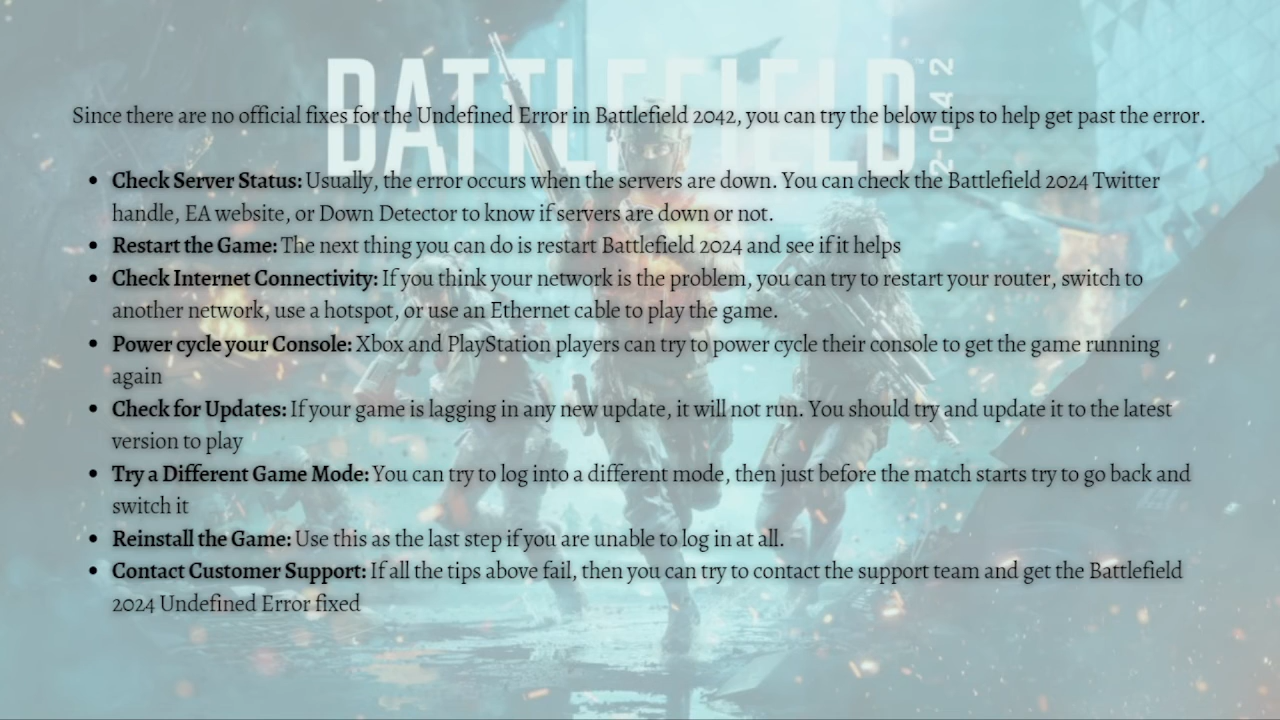 BATTLEFIELD™ 2042
Since there are no official fixes for the Undefined Error in Battlefield 2042, you can try the below tips to help get past the error.
• Check Server Status: Usually, the error occurs when the servers are down. You can check the Battlefield 2024 Twitter
handle, EA website, or Down Detector to know if servers are down or not.
• Restart the Game: The next thing you can do is restart Battlefield 2024 and see if it helps
• Check Internet Connectivity: If you think your network is the problem, you can try to restart your router, switch to
another network, use a hotspot, or use an Ethernet cable to play the game.
• Power cycle your Console: Xbox and PlayStation players can try to power cycle their console to get the game running
again
• Check for Updates: If your game is lagging in any new update, it will not run. You should try and update it to the latest
version to play
• Try a Different Game Mode: You can try to log into a different mode, then just before the match starts try to go back and
switch it
• Reinstall the Game: Use this as the last step if you are unable to log in at all.
• Contact Customer Support: If all the tips above fail, then you can try to contact the support team and get the Battlefield
2024 Undefined Error fixed